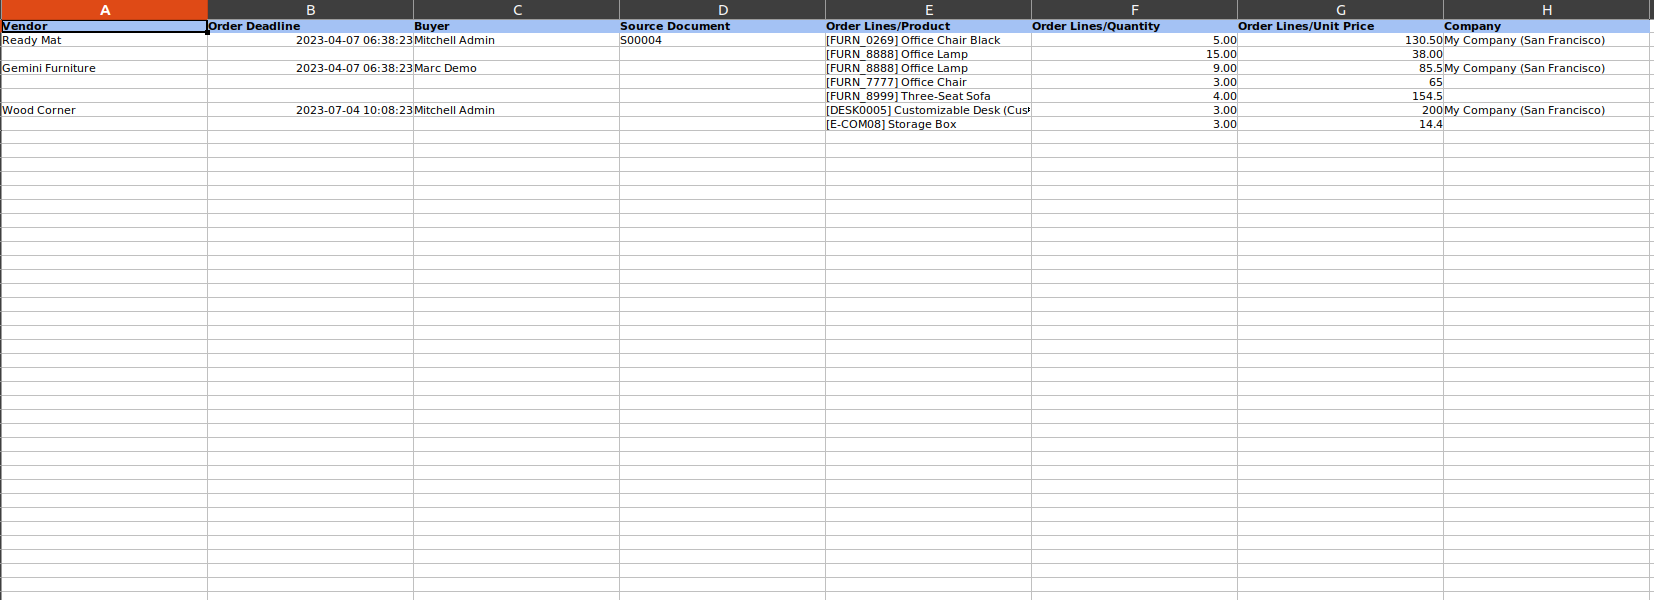 A B C D E F G H
Vendor Order Deadline Buyer Source Document Order Lines/Product Order Lines/Quantity Order Lines/Unit Price Company
Ready Mat 2023-04-07 06:38:23 Mitchell Admin S00004 [FURN_0269] Office Chair Black 5.00 130.50 My Company (San Francisco)
[FURN_8888] Office Lamp 15.00 38.00
Gemini Furniture 2023-04-07 06:38:23 Marc Demo [FURN_8888] Office Lamp 9.00 85.5 My Company (San Francisco)
[FURN_7777] Office Chair 3.00 65
[FURN_8999] Three-Seat Sofa 4.00 154.5
Wood Corner 2023-07-04 10:08:23 Mitchell Admin [DESK0005] Customizable Desk (Cus 3.00 200 My Company (San Francisco)
[E-COM08] Storage Box 3.00 14.4